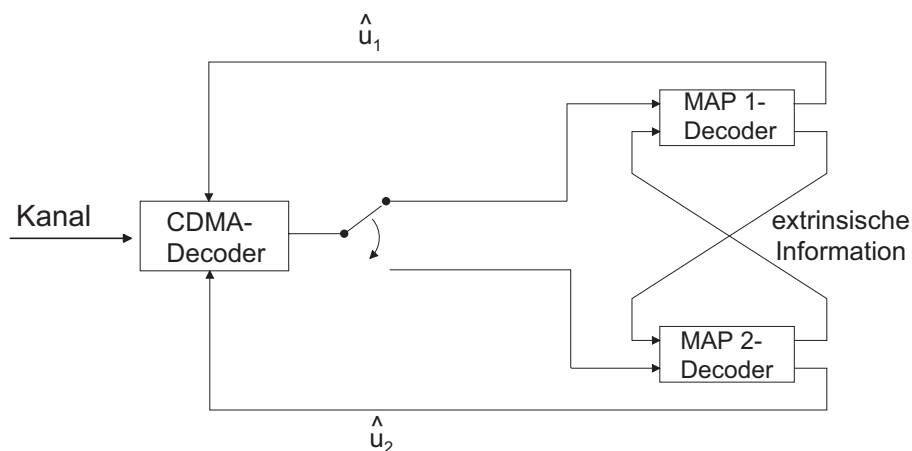 û₁
MAP 1-
Decoder
Kanal
CDMA-
Decoder
extrinsische
Information
MAP 2-
Decoder
û₂